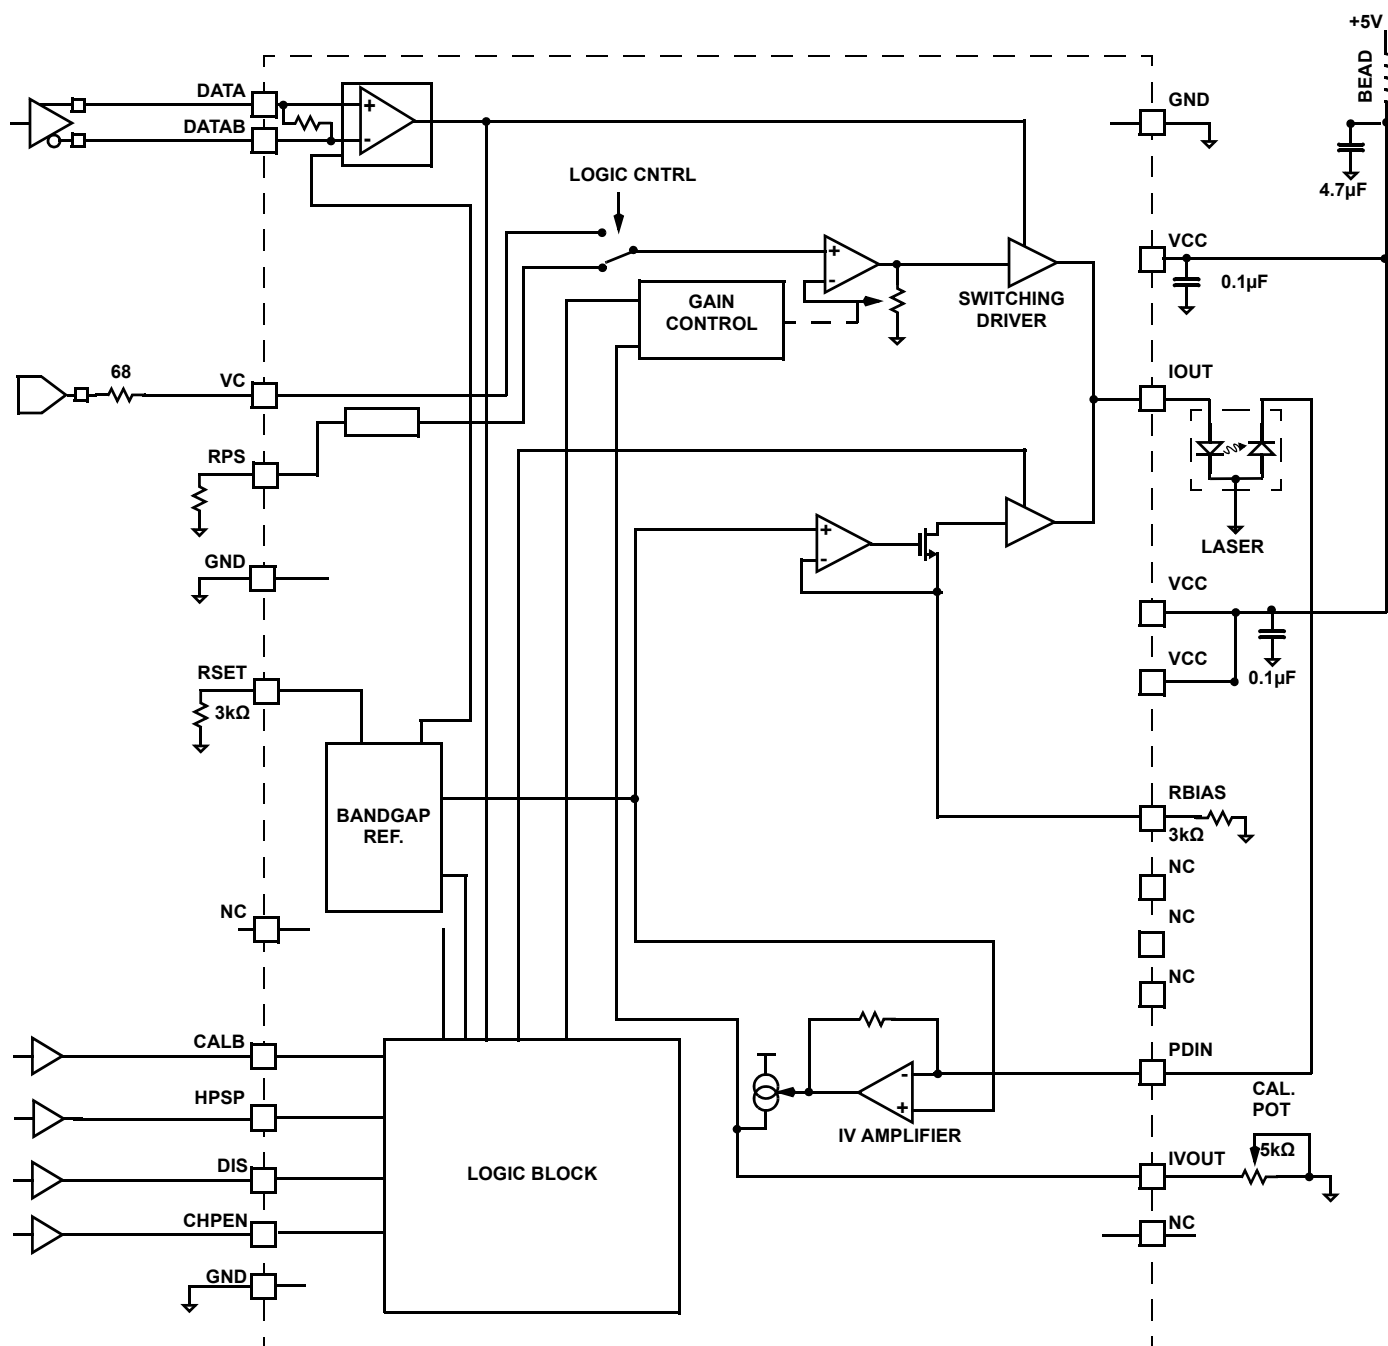 +5V
BEAD
DATA
GND
DATAB
+
-
LOGIC CNTRL
4.7µF
VCC
+
-
0.1µF
GAIN
CONTROL
SWITCHING
DRIVER
68
VC
IOUT
RPS
+
-
LASER
GND
VCC
VCC
RSET
3kΩ
0.1µF
BANDGAP
REF.
RBIAS
3kΩ
NC
NC
NC
NC
CALB
PDIN
-
+
CAL.
POT
HPSP
IV AMPLIFIER
5kΩ
IVOUT
DIS
LOGIC BLOCK
CHPEN
NC
GND